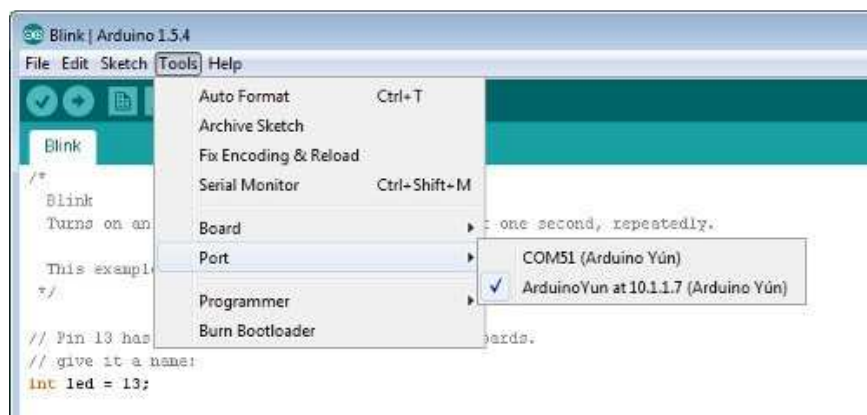 Blink | Arduino 1.5.4
File Edit Sketch Tools Help
Auto Format Ctrl+T
Archive Sketch
Fix Encoding & Reload
Serial Monitor Ctrl+Shift+M
Board
Port
Programmer
Burn Bootloader
COM51 (Arduino Yún)
ArduinoYun at 10.1.1.7 (Arduino Yún)
Blink
/*
Blink
Turns on an one second, repeatedly.
This example
*/
// Pin 13 has
// give it a name:
int led = 13;